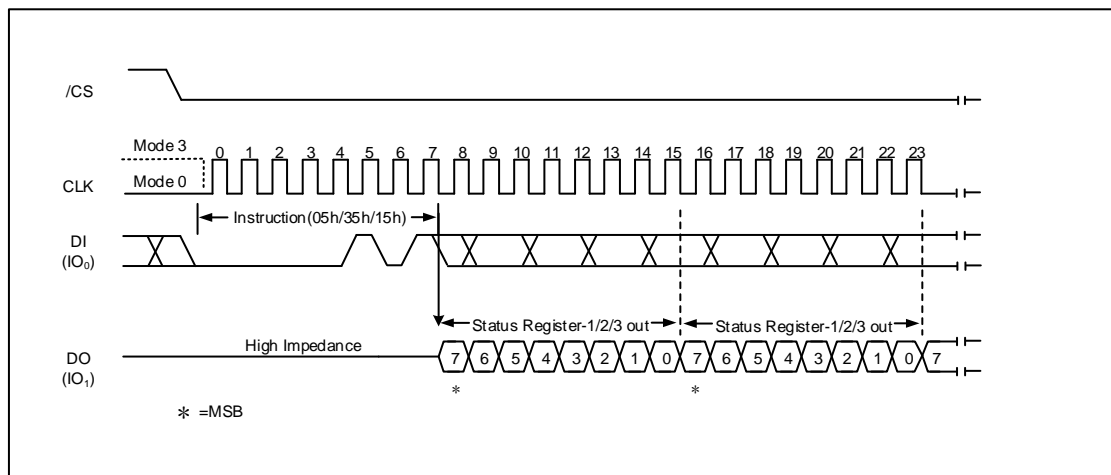 /CS
Mode 3
0 1 2 3 4 5 6 7 8 9 10 11 12 13 14 15 16 17 18 19 20 21 22 23
CLK
Mode 0
Instruction(05h/35h/15h)
DI
(IO₀)
Status Register-1/2/3 out Status Register-1/2/3 out
High Impedance
DO
(IO₁)
7 6 5 4 3 2 1 0 7 6 5 4 3 2 1 0 7
* *
* =MSB